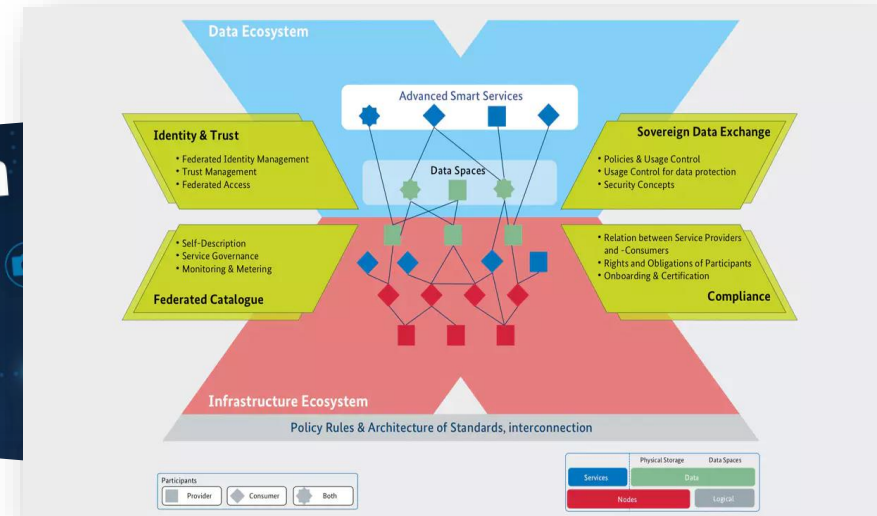 Data Ecosystem
Advanced Smart Services
Identity & Trust
• Federated Identity Management
• Trust Management
• Federated Access
Sovereign Data Exchange
• Policies & Usage Control
• Usage Control for data protection
• Security Concepts
Data Spaces
• Self-Description
• Service Governance
• Monitoring & Metering
Federated Catalogue
• Relation between Service Providers
and -Consumers
• Rights and Obligations of Participants
• Onboarding & Certification
Compliance
Infrastructure Ecosystem
Policy Rules & Architecture of Standards, interconnection
Participants
Provider
Consumer
Both
Physical Storage
Data Spaces
Services
Data
Nodes
Logical